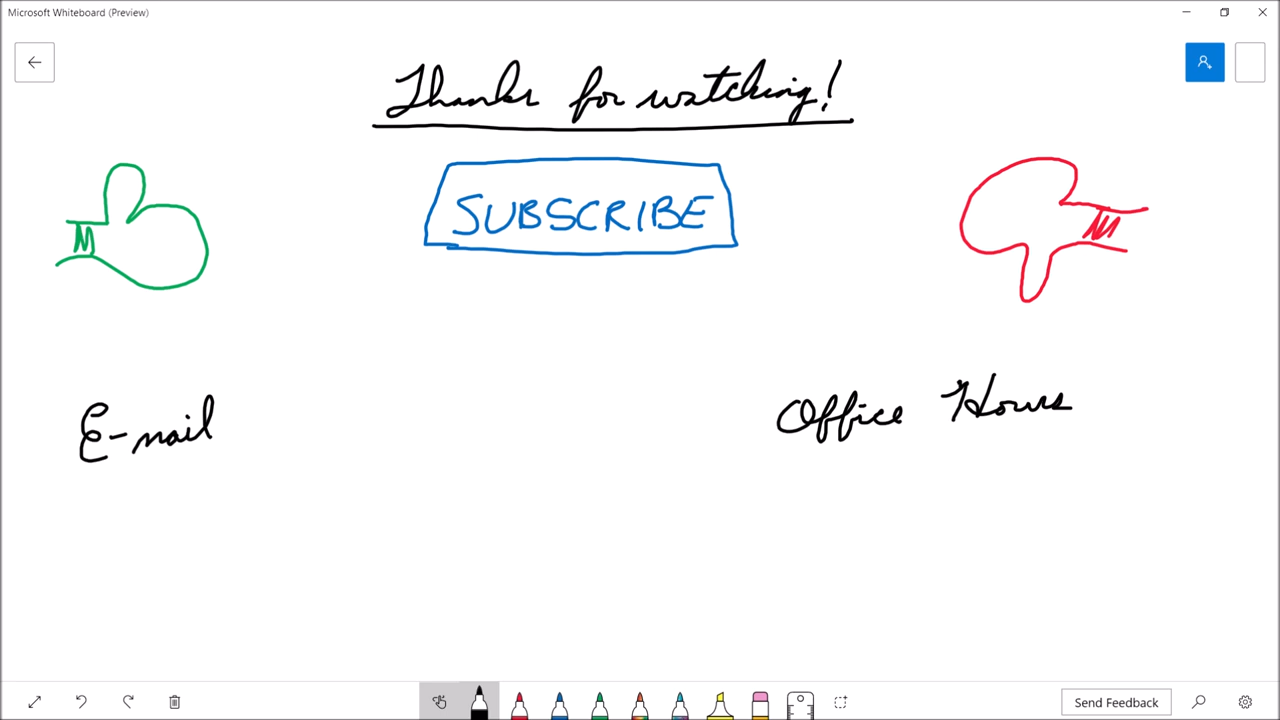 Microsoft Whiteboard (Preview)
Thanks for watching!
SUBSCRIBE
E-mail
Office Hours
Send Feedback